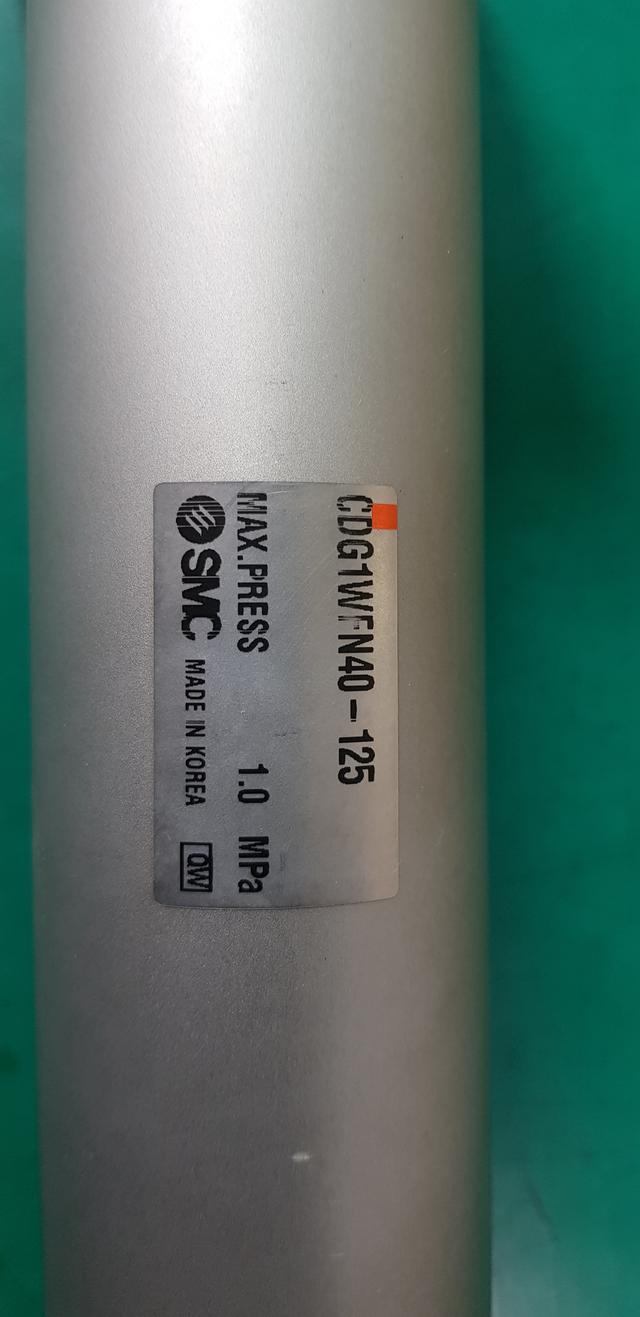 CDG1WFN40-125
MAX.PRESS 1.0 MPa
SMC MADE IN KOREA QW